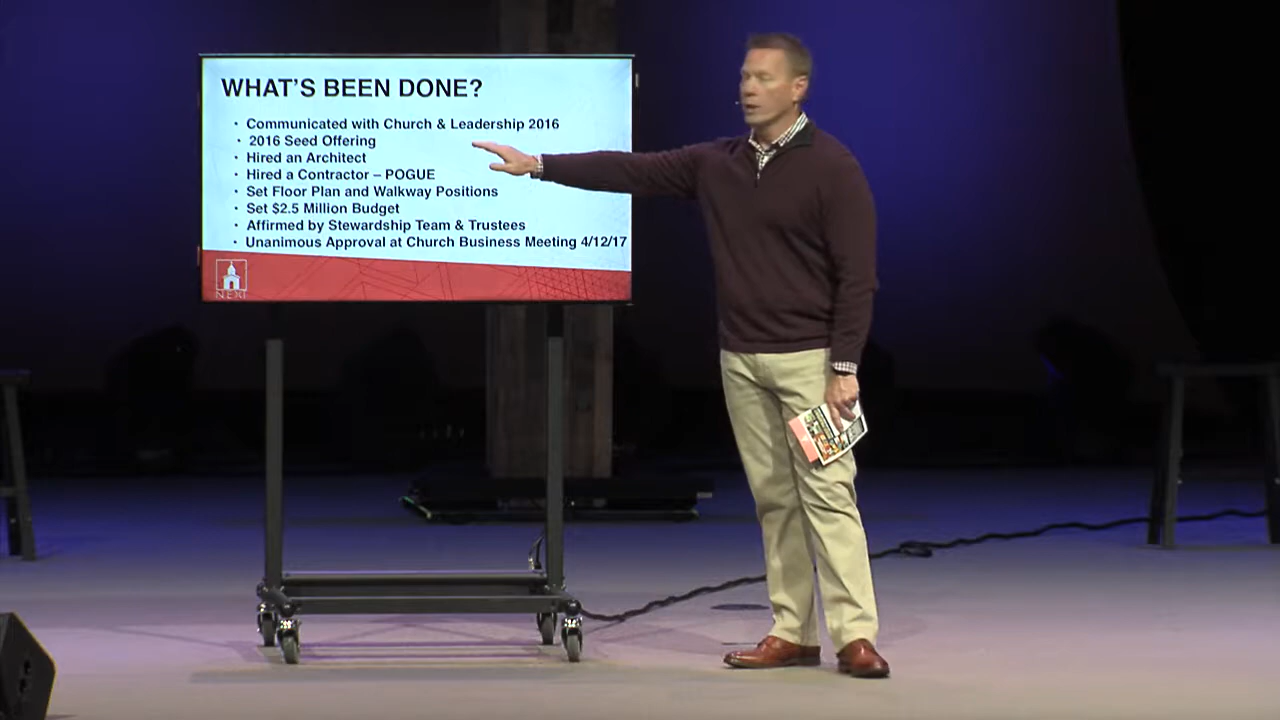 WHAT'S BEEN DONE?
· Communicated with Church & Leadership 2016
· 2016 Seed Offering
· Hired an Architect
· Hired a Contractor – POGUE
· Set Floor Plan and Walkway Positions
· Set $2.5 Million Budget
· Affirmed by Stewardship Team & Trustees
· Unanimous Approval at Church Business Meeting 4/12/17
NEXT